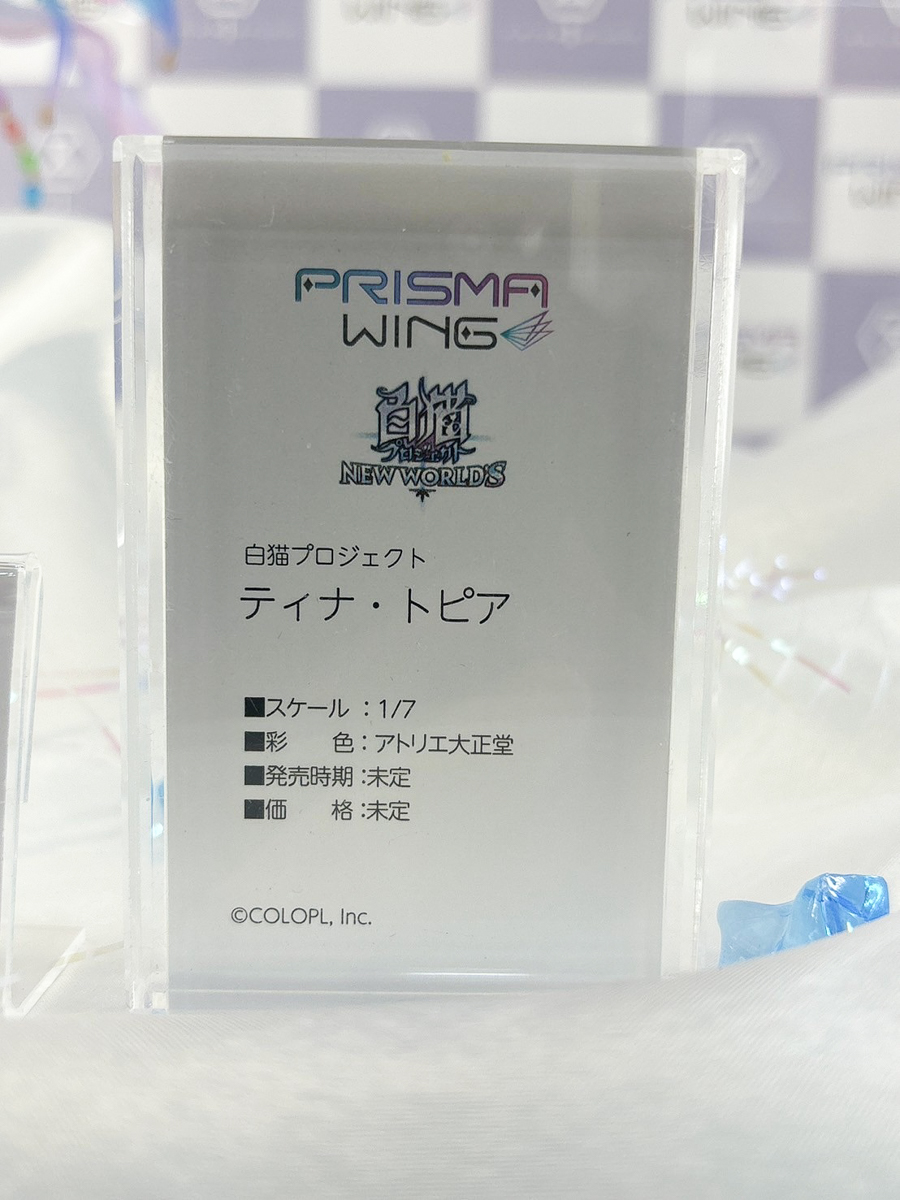 PRISMA
WING
白猫
プロジェクト
NEW WORLD'S
白猫プロジェクト
ティナ・トピア
■スケール：1/7
■彩　　色：アトリエ大正堂
■発売時期：未定
■価　　格：未定
©COLOPL, Inc.